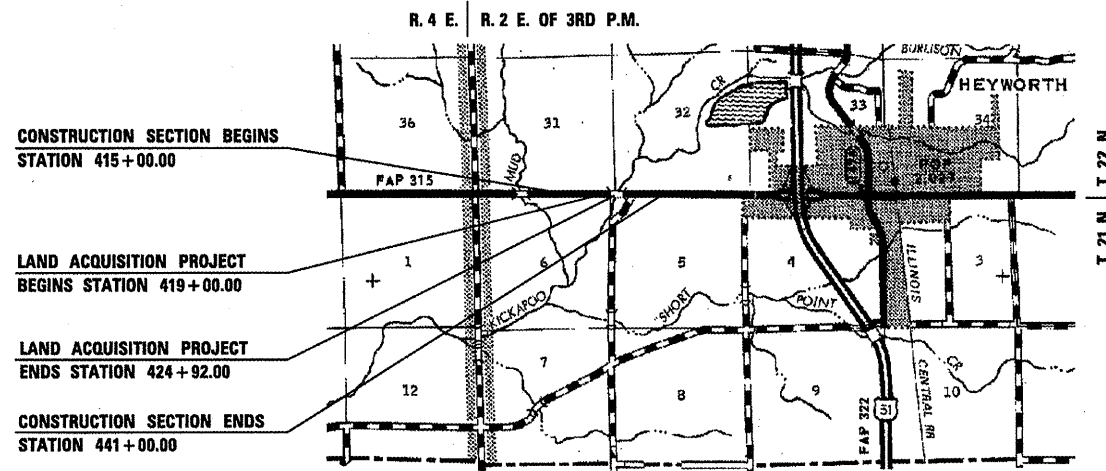 R. 4 E. R. 2 E. OF 3RD P.M.
BURLISON
HEYWORTH
CR
33
36
31
32
34
CONSTRUCTION SECTION BEGINS
STATION 415+00.00
MUD
FAP 315
T 22 N
T 21 N
LAND ACQUISITION PROJECT
BEGINS STATION 419+00.00
1
6
5
4
3
ILLINOIS
KICKAPOO
SHORT
POINT
CR
LAND ACQUISITION PROJECT
ENDS STATION 424+92.00
7
12
8
9
10
CENTRAL RR
CONSTRUCTION SECTION ENDS
STATION 441+00.00
FAP 322
51